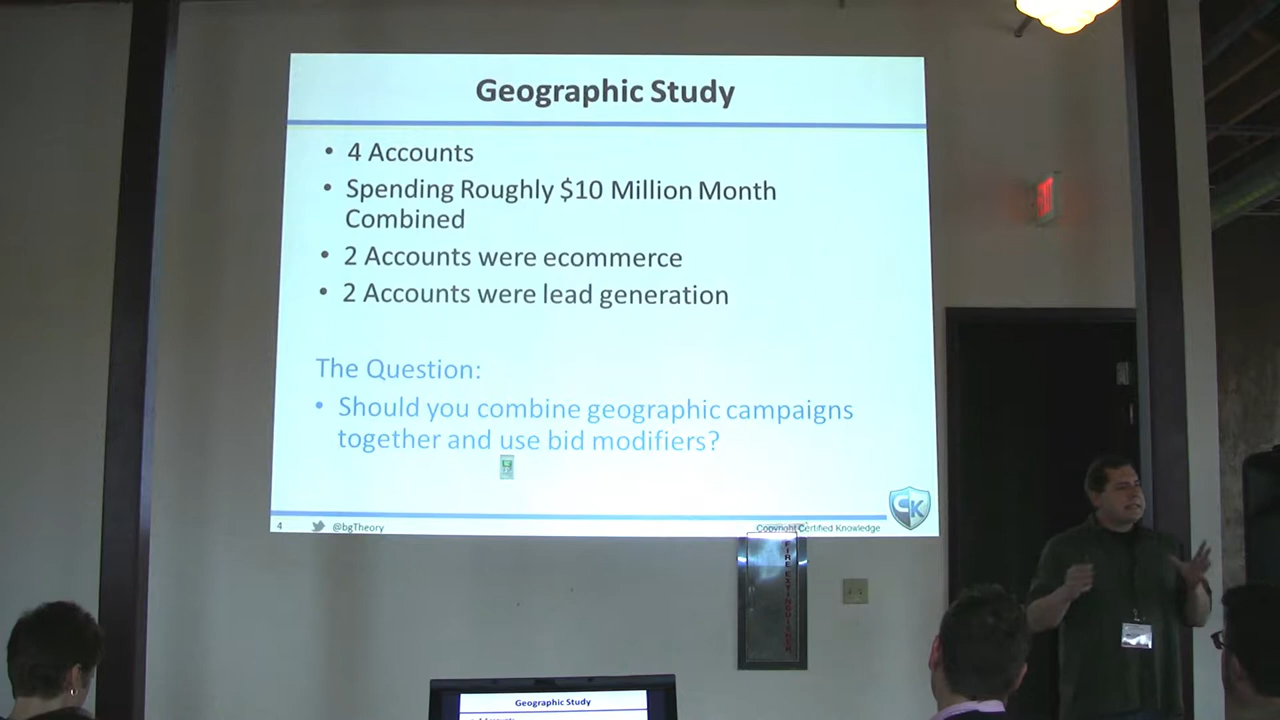 Geographic Study
• 4 Accounts
• Spending Roughly $10 Million Month
Combined
• 2 Accounts were ecommerce
• 2 Accounts were lead generation
The Question:
• Should you combine geographic campaigns
together and use bid modifiers?
4
@bgTheory
Copyright Certified Knowledge
CK
FIRE EXTINGUISHER
Geographic Study